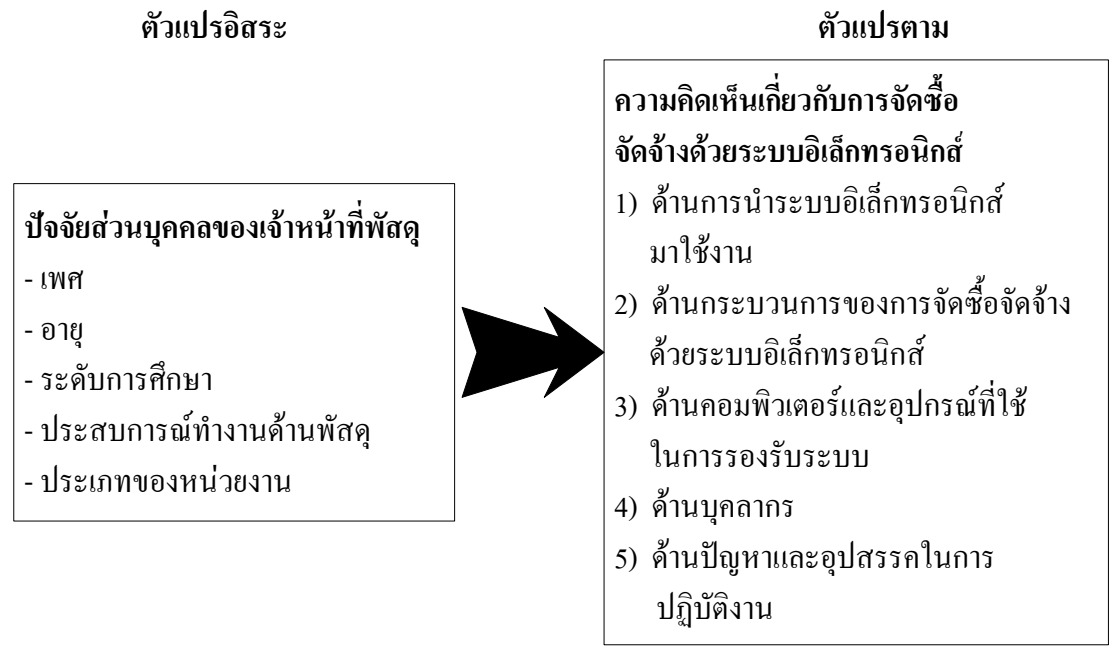 ตัวแปรอิสระ
ตัวแปรตาม
ปัจจัยส่วนบุคคลของเจ้าหน้าที่พัสดุ
- เพศ
- อายุ
- ระดับการศึกษา
- ประสบการณ์ทำงานด้านพัสดุ
- ประเภทของหน่วยงาน
ความคิดเห็นเกี่ยวกับการจัดซื้อ
จัดจ้างด้วยระบบอิเล็กทรอนิกส์
1) ด้านการนำระบบอิเล็กทรอนิกส์
มาใช้งาน
2) ด้านกระบวนการของการจัดซื้อจัดจ้าง
ด้วยระบบอิเล็กทรอนิกส์
3) ด้านคอมพิวเตอร์และอุปกรณ์ที่ใช้
ในการรองรับระบบ
4) ด้านบุคลากร
5) ด้านปัญหาและอุปสรรคในการ
ปฏิบัติงาน